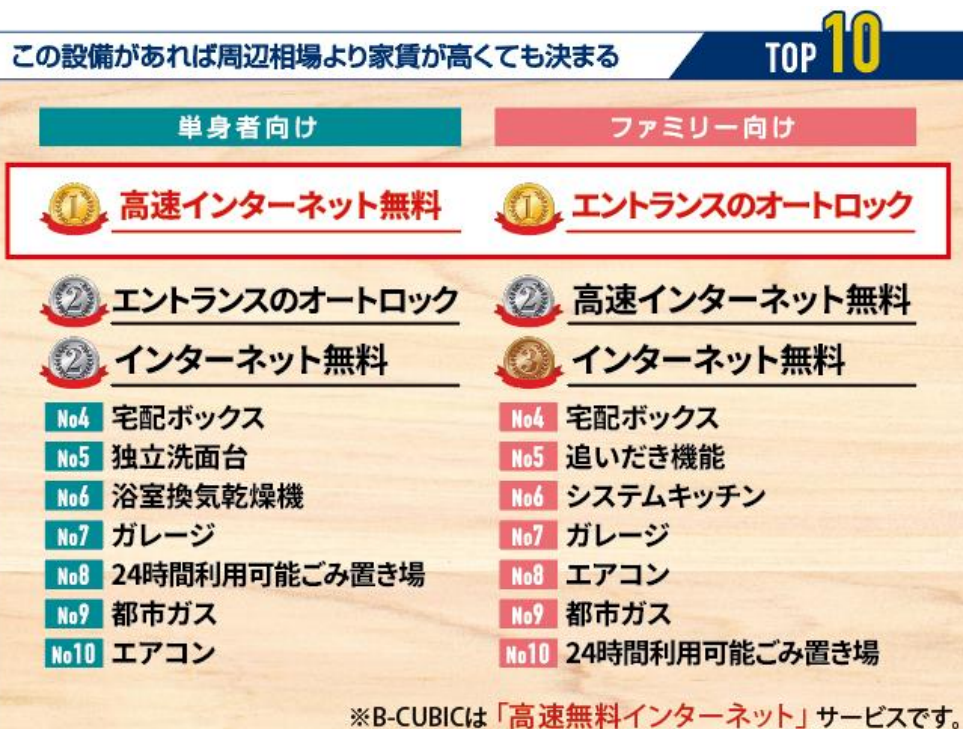 この設備があれば周辺相場より家賃が高くても決まる TOP10
単身者向け
1 高速インターネット無料
2 エントランスのオートロック
2 インターネット無料
No4 宅配ボックス
No5 独立洗面台
No6 浴室換気乾燥機
No7 ガレージ
No8 24時間利用可能ごみ置き場
No9 都市ガス
No10 エアコン
ファミリー向け
1 エントランスのオートロック
2 高速インターネット無料
3 インターネット無料
No4 宅配ボックス
No5 追いだき機能
No6 システムキッチン
No7 ガレージ
No8 エアコン
No9 都市ガス
No10 24時間利用可能ごみ置き場
※B-CUBICは「高速無料インターネット」サービスです。